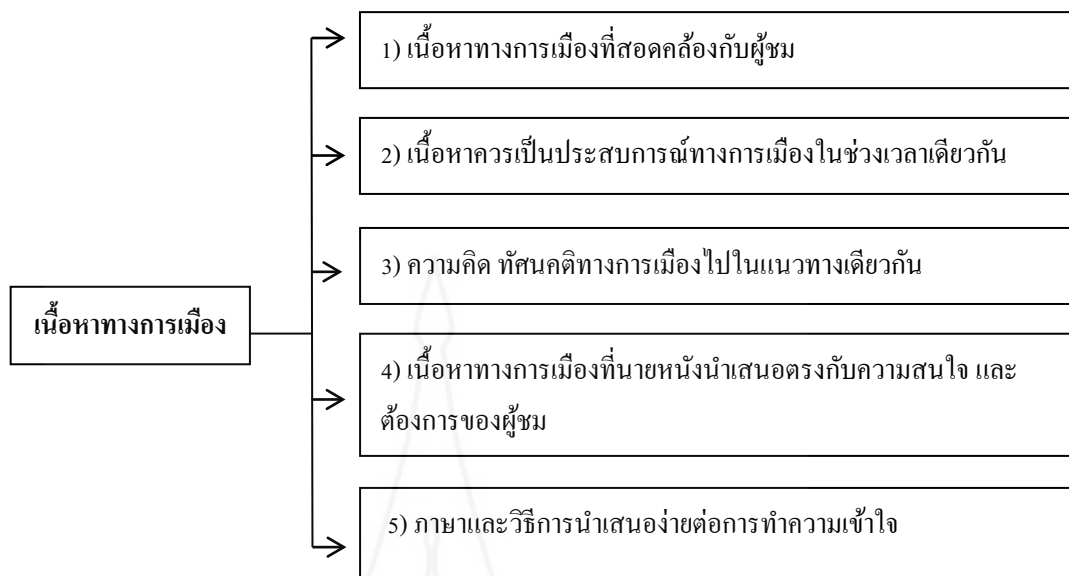 1) เนื้อหาทางการเมืองที่สอดคล้องกับผู้ชม
2) เนื้อหาควรเป็นประสบการณ์ทางการเมืองในช่วงเวลาเดียวกัน
3) ความคิด ทัศนคติทางการเมืองไปในแนวทางเดียวกัน
เนื้อหาทางการเมือง
4) เนื้อหาทางการเมืองที่นายหนังนำเสนอตรงกับความสนใจ และ
ต้องการของผู้ชม
5) ภาษาและวิธีการนำเสนอง่ายต่อการทำความเข้าใจ